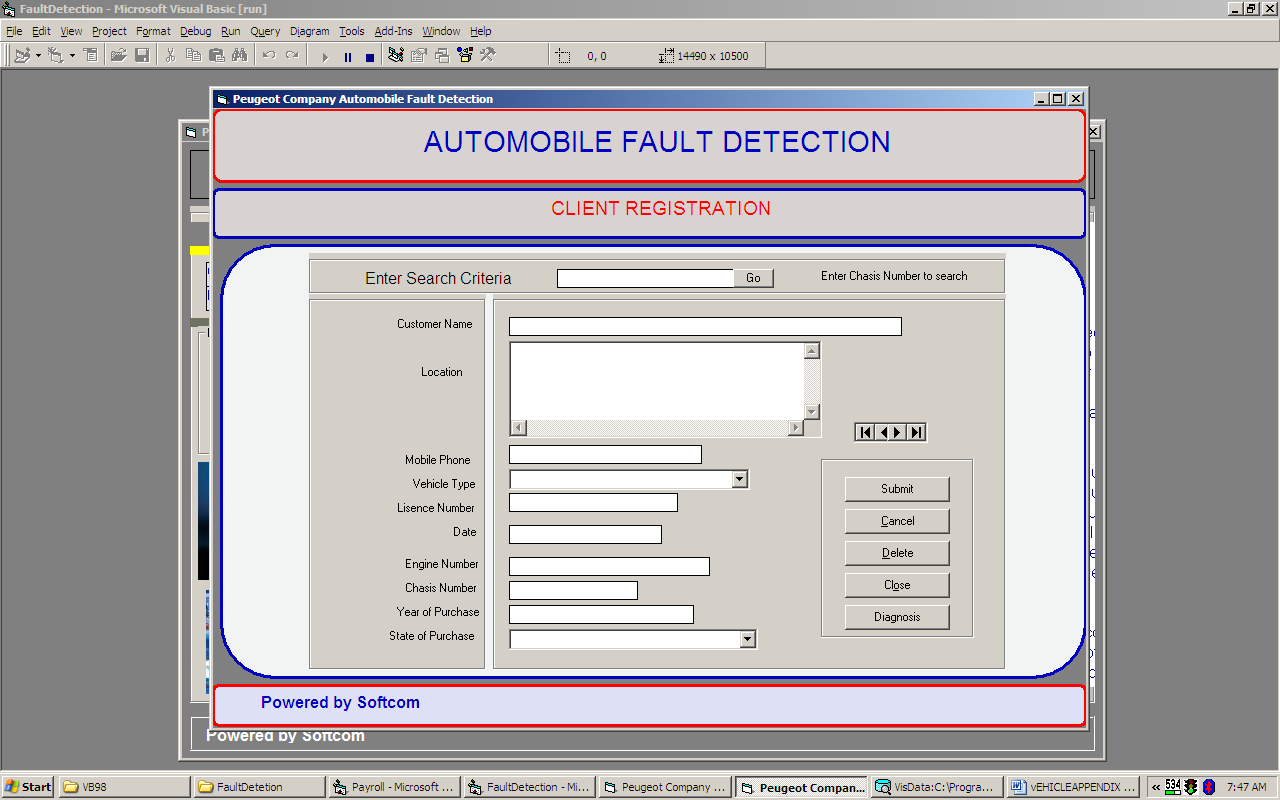 FaultDetection - Microsoft Visual Basic [run]
File Edit View Project Format Debug Run Query Diagram Tools Add-Ins Window Help
0, 0 14490 x 10500
Peugeot Company Automobile Fault Detection
AUTOMOBILE FAULT DETECTION
CLIENT REGISTRATION
Enter Search Criteria Go Enter Chasis Number to search
Customer Name
Location
Mobile Phone
Vehicle Type
Lisence Number
Date
Engine Number
Chasis Number
Year of Purchase
State of Purchase
Submit
Cancel
Delete
Close
Diagnosis
Powered by Softcom
Powered by Softcom
Start VB98 FaultDetetion Payroll - Microsoft ... FaultDetection - Mi... Peugeot Company ... Peugeot Compan... VisData:C:\Progra... vEHICLEAPPENDIX ... « 534 7:47 AM